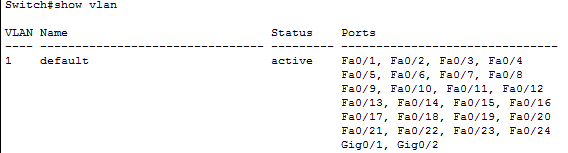 Switch#show vlan
VLAN Name                             Status    Ports
---- -------------------------------- --------- -------------------------------
1    default                          active    Fa0/1, Fa0/2, Fa0/3, Fa0/4
                                                Fa0/5, Fa0/6, Fa0/7, Fa0/8
                                                Fa0/9, Fa0/10, Fa0/11, Fa0/12
                                                Fa0/13, Fa0/14, Fa0/15, Fa0/16
                                                Fa0/17, Fa0/18, Fa0/19, Fa0/20
                                                Fa0/21, Fa0/22, Fa0/23, Fa0/24
                                                Gig0/1, Gig0/2